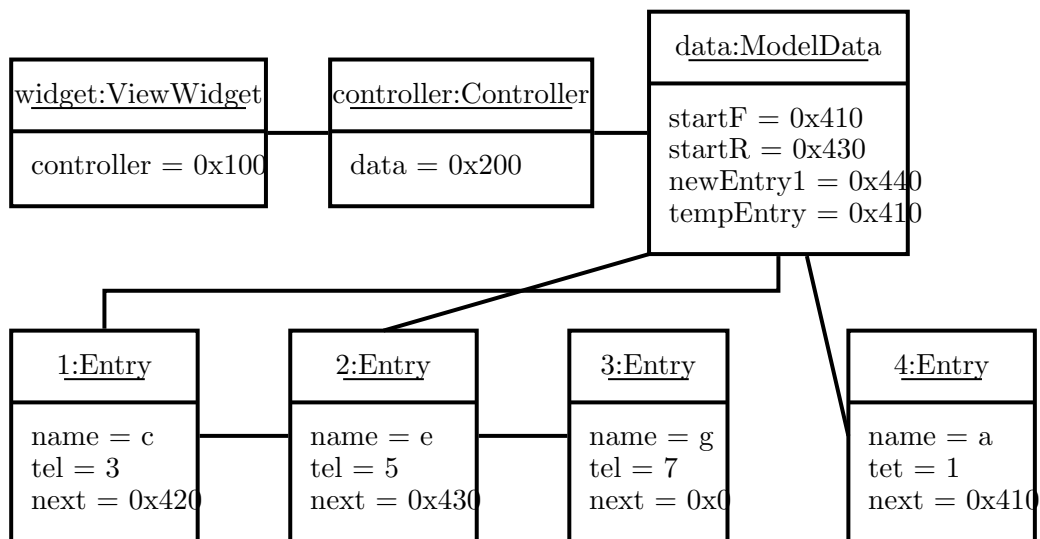 data:ModelData
startF = 0x410
startR = 0x430
newEntry1 = 0x440
tempEntry = 0x410
widget:ViewWidget
controller = 0x100
controller:Controller
data = 0x200
1:Entry
name = c
tel = 3
next = 0x420
2:Entry
name = e
tel = 5
next = 0x430
3:Entry
name = g
tel = 7
next = 0x0
4:Entry
name = a
tet = 1
next = 0x410